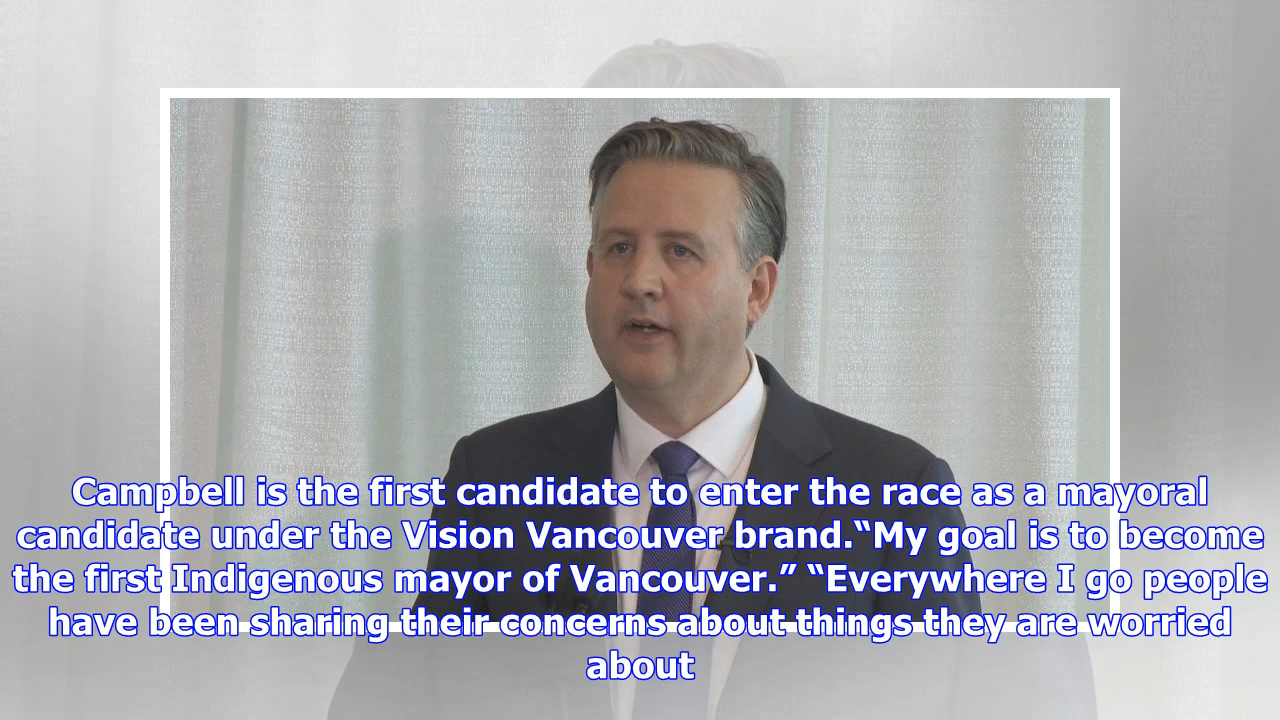 Campbell is the first candidate to enter the race as a mayoral
candidate under the Vision Vancouver brand.“My goal is to become
the first Indigenous mayor of Vancouver.” “Everywhere I go people
have been sharing their concerns about things they are worried
about